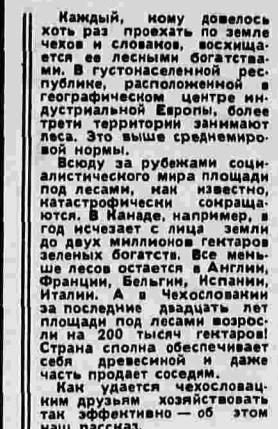 Каждый, кому довелось
хоть раз проехать по земле
чехов и словаков, восхища-
ется ее лесными богатства-
ми. В густонаселенной рес-
публике, расположенной в
географическом центре ин-
дустриальной Европы, более
трети территории занимают
леса. Это выше среднемиро-
вой нормы.
Всюду за рубежами соци-
алистического мира площади
под лесами, как известно,
катастрофически сокраща-
ются. В Канаде, например, в
год исчезает с лица земли
до двух миллионов гектаров
зеленых богатств. Все мень-
ше лесов остается в Англии,
Франции, Бельгии, Испании,
Италии. А в Чехословакии
за последние двадцать лет
площади под лесами возрос-
ли на 200 тысяч гектаров!
Страна сполна обеспечивает
себя древесиной и даже
часть продает соседям.
Как удается чехословац-
ким друзьям хозяйствовать
так эффективно — об этом
наш рассказ.